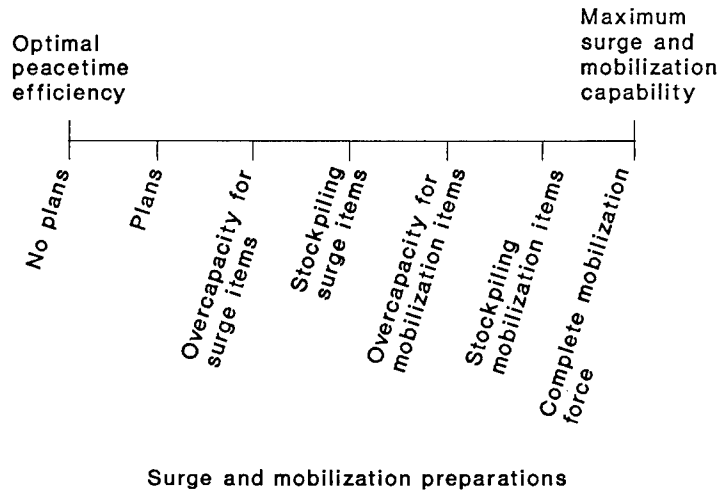 Optimal
peacetime
efficiency
Maximum
surge and
mobilization
capability
No plans
Plans
Overcapacity for
surge items
Stockpiling
surge items
Overcapacity for
mobilization items
Stockpiling
mobilization items
Complete mobilization
force
Surge and mobilization preparations